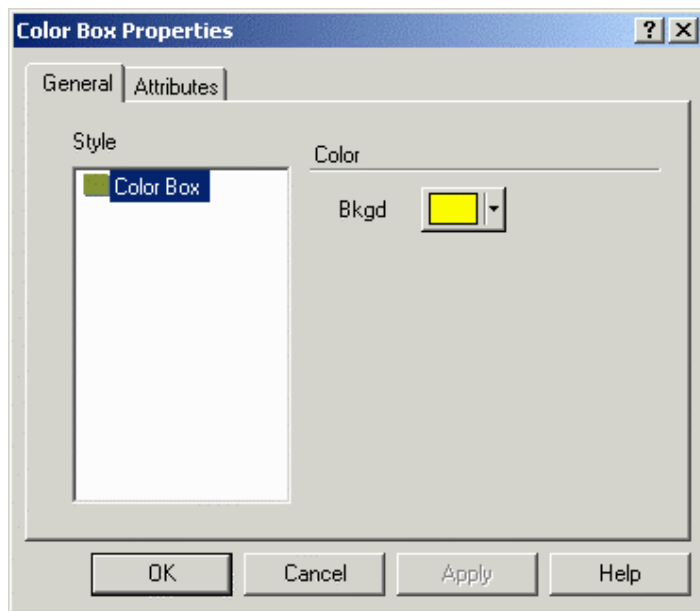 Color Box Properties
General Attributes
Style
Color
Color Box
Bkgd
OK Cancel Apply Help